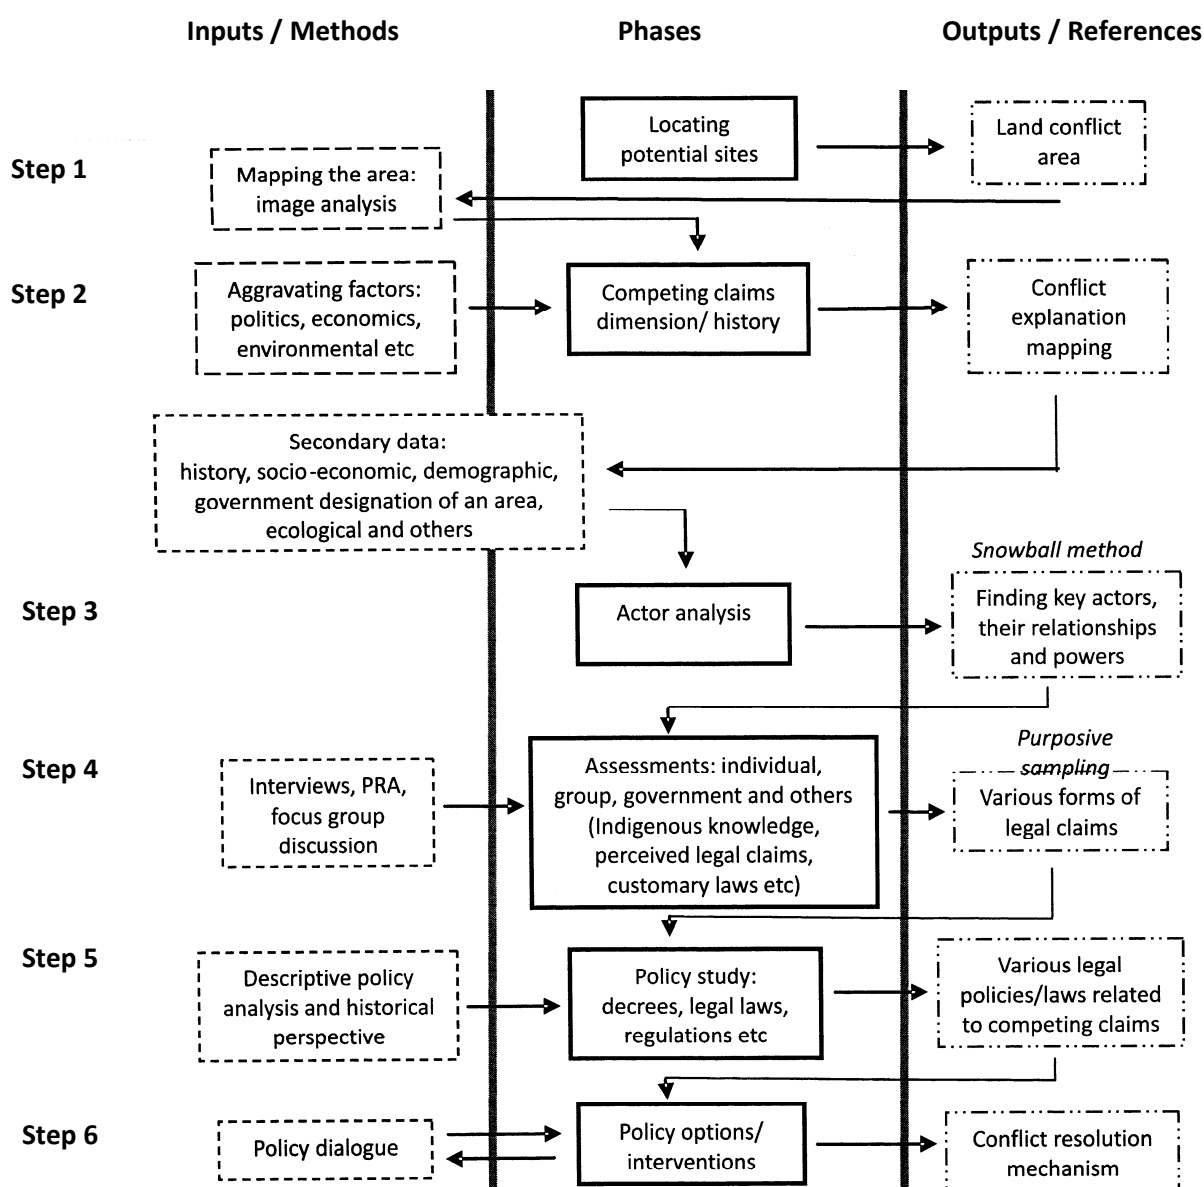 Inputs / Methods
Phases
Outputs / References
Step 1
Locating
potential sites
Land conflict
area
Mapping the area:
image analysis
Step 2
Aggravating factors:
politics, economics,
environmental etc
Competing claims
dimension/ history
Conflict
explanation
mapping
Secondary data:
history, socio-economic, demographic,
government designation of an area,
ecological and others
Step 3
Actor analysis
Snowball method
Finding key actors,
their relationships
and powers
Step 4
Interviews, PRA,
focus group
discussion
Assessments: individual,
group, government and others
(Indigenous knowledge,
perceived legal claims,
customary laws etc)
Purposive
sampling
Various forms of
legal claims
Step 5
Descriptive policy
analysis and historical
perspective
Policy study:
decrees, legal laws,
regulations etc
Various legal
policies/laws related
to competing claims
Step 6
Policy dialogue
Policy options/
interventions
Conflict resolution
mechanism